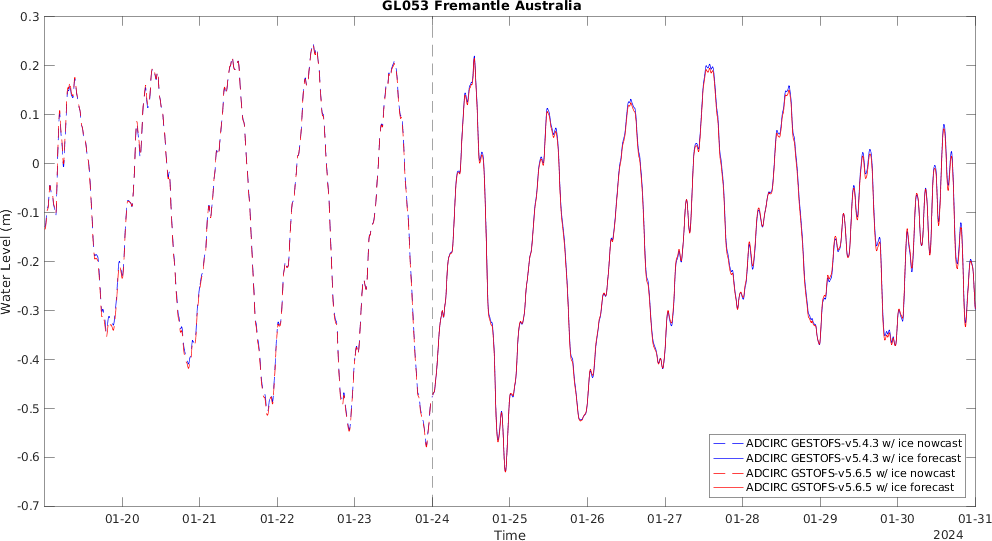 GL053 Fremantle Australia
0.3
0.2
0.1
0
-0.1
-0.2
-0.3
-0.4
-0.5
-0.6
-0.7
Water Level (m)
ADCIRC GESTOFS-v5.4.3 w/ ice nowcast
ADCIRC GESTOFS-v5.4.3 w/ ice forecast
ADCIRC GSTOFS-v5.6.5 w/ ice nowcast
ADCIRC GSTOFS-v5.6.5 w/ ice forecast
01-20 01-21 01-22 01-23 01-24 01-25 01-26 01-27 01-28 01-29 01-30 01-31
Time
2024